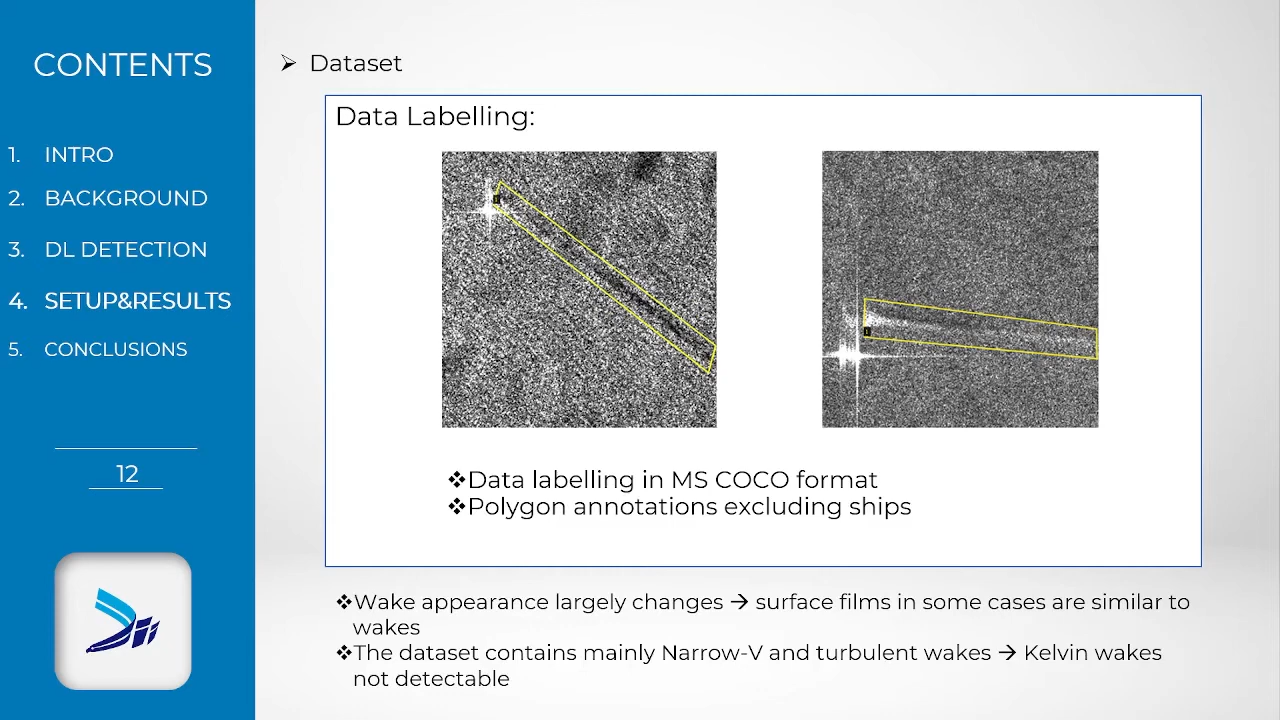 CONTENTS
1. INTRO
2. BACKGROUND
3. DL DETECTION
4. SETUP&RESULTS
5. CONCLUSIONS
12
➢ Dataset
Data Labelling:
❖Data labelling in MS COCO format
❖Polygon annotations excluding ships
❖Wake appearance largely changes → surface films in some cases are similar to
wakes
❖The dataset contains mainly Narrow-V and turbulent wakes → Kelvin wakes
not detectable